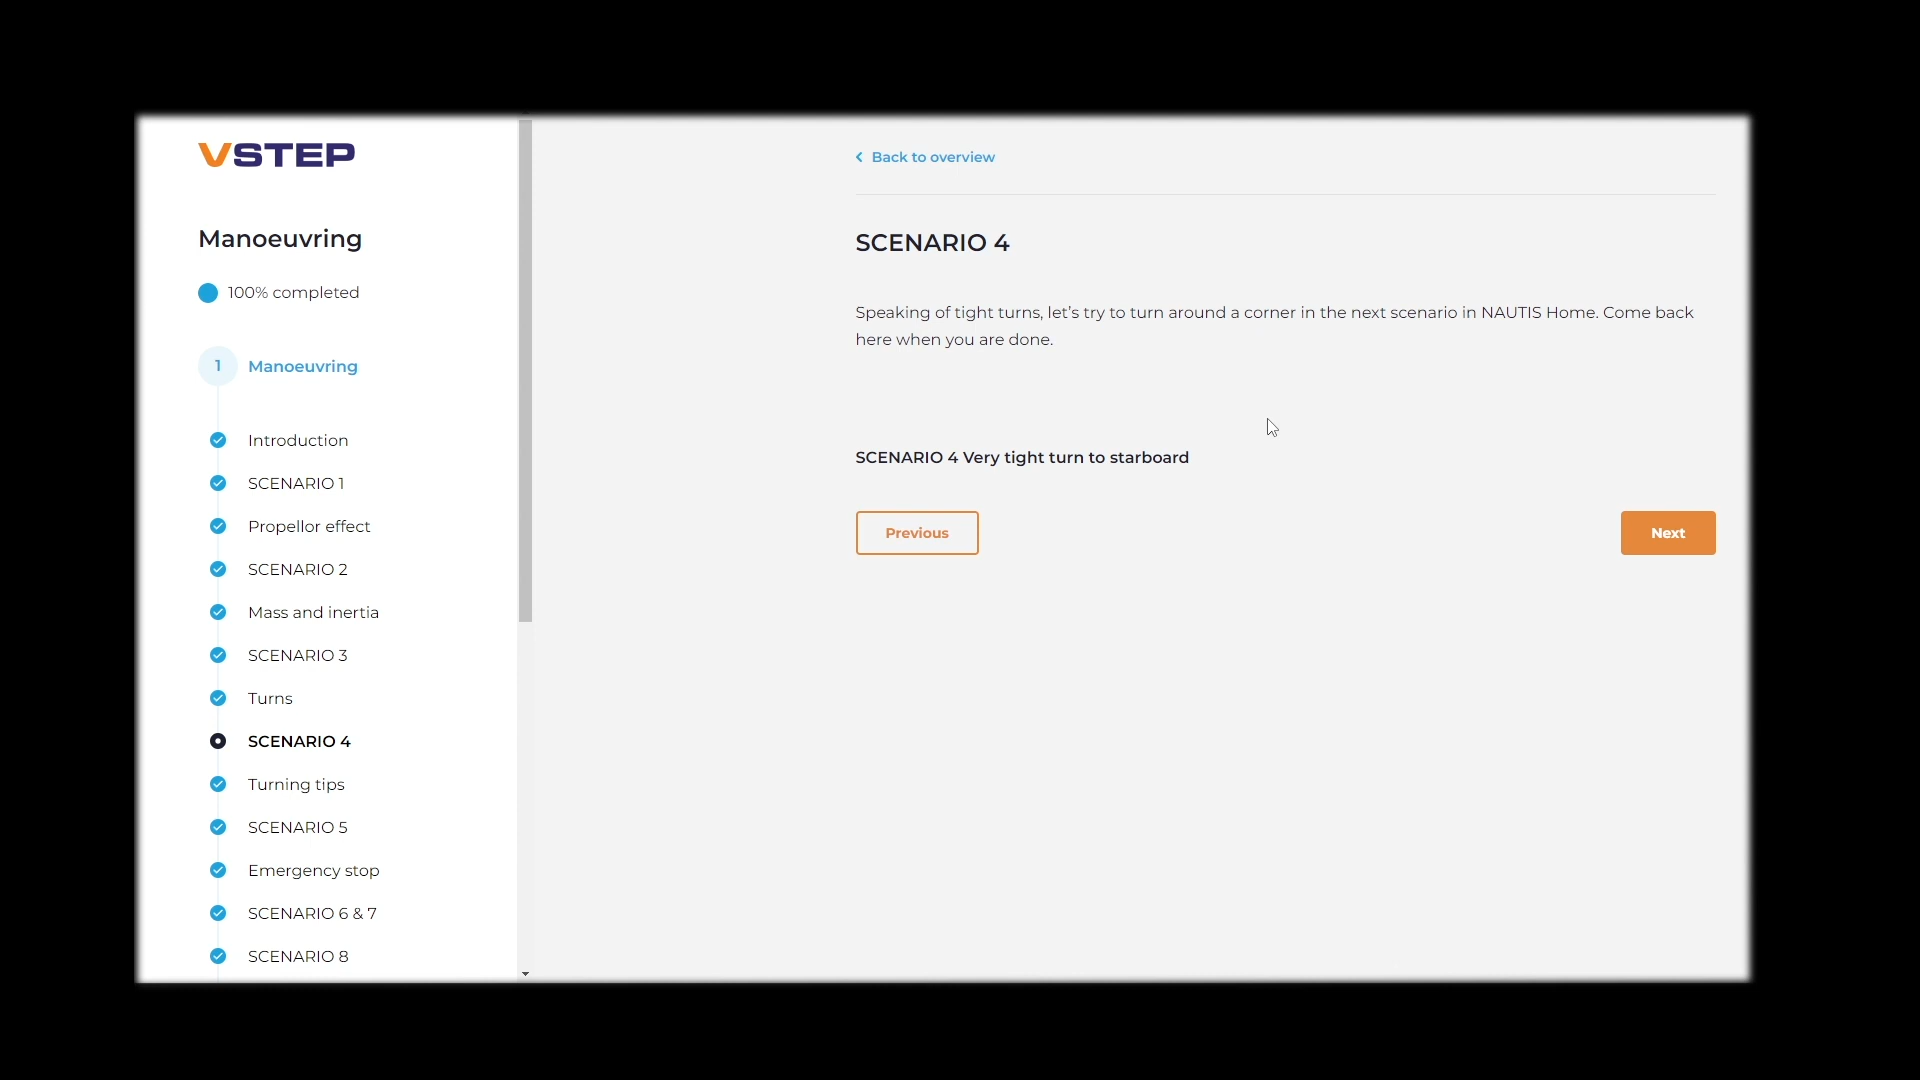 VSTEP
Manoeuvring
100% completed
1 Manoeuvring
Introduction
SCENARIO 1
Propellor effect
SCENARIO 2
Mass and inertia
SCENARIO 3
Turns
SCENARIO 4
Turning tips
SCENARIO 5
Emergency stop
SCENARIO 6 & 7
SCENARIO 8
Back to overview
SCENARIO 4
Speaking of tight turns, let's try to turn around a corner in the next scenario in NAUTIS Home. Come back
here when you are done.
SCENARIO 4 Very tight turn to starboard
Previous
Next